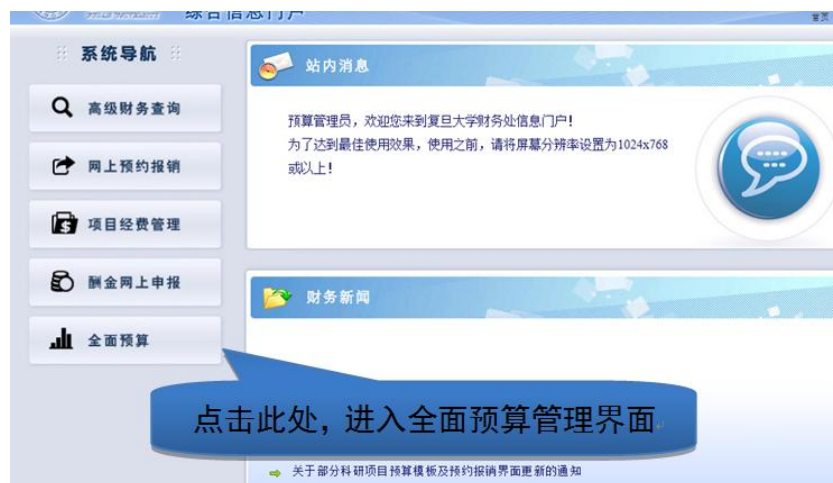 综合信息门户
首页
系统导航
高级财务查询
网上预约报销
项目经费管理
酬金网上申报
全面预算
站内消息
预算管理员，欢迎您来到复旦大学财务处信息门户！
为了达到最佳使用效果，使用之前，请将屏幕分辨率设置为1024x768
或以上！
财务新闻
点击此处，进入全面预算管理界面
关于部分科研项目预算模板及预约报销界面更新的通知